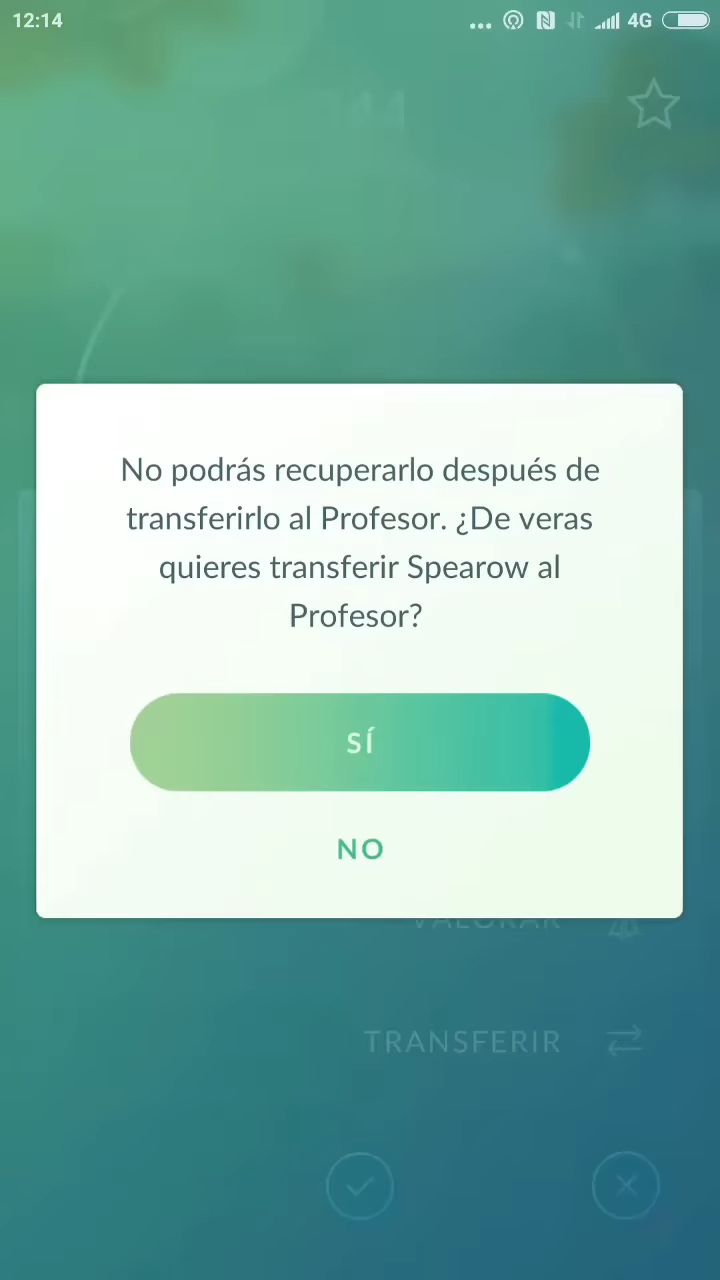 12:14
4G
No podrás recuperarlo después de
transferirlo al Profesor. ¿De veras
quieres transferir Spearow al
Profesor?
SÍ
NO
VALORAR
TRANSFERIR